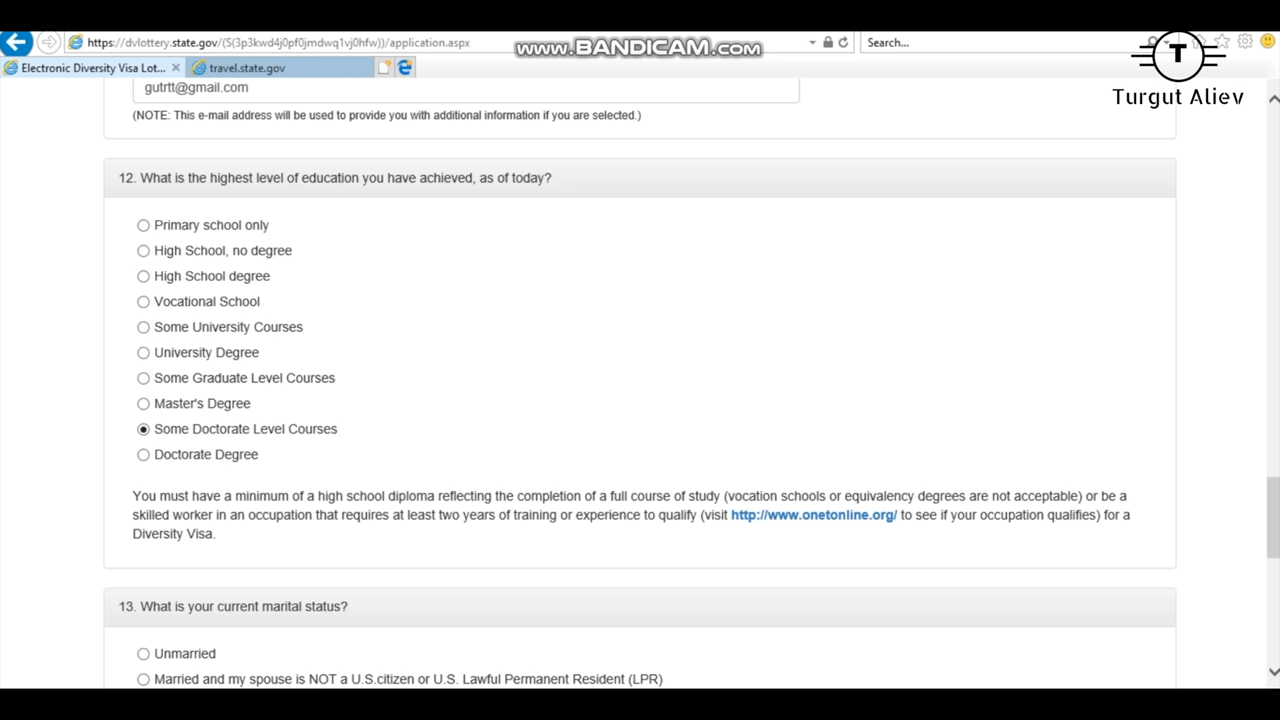 https://dvlottery.state.gov/(S(3p3kwd4j0pf0jmdwq1vj0hfw))/application.aspx
www.BANDICAM.com
Search...
Electronic Diversity Visa Lot...
travel.state.gov
T
Turgut Aliev
gutrtt@gmail.com
(NOTE: This e-mail address will be used to provide you with additional information if you are selected.)
12. What is the highest level of education you have achieved, as of today?
Primary school only
High School, no degree
High School degree
Vocational School
Some University Courses
University Degree
Some Graduate Level Courses
Master's Degree
Some Doctorate Level Courses
Doctorate Degree
You must have a minimum of a high school diploma reflecting the completion of a full course of study (vocation schools or equivalency degrees are not acceptable) or be a
skilled worker in an occupation that requires at least two years of training or experience to qualify (visit http://www.onetonline.org/ to see if your occupation qualifies) for a
Diversity Visa.
13. What is your current marital status?
Unmarried
Married and my spouse is NOT a U.S.citizen or U.S. Lawful Permanent Resident (LPR)